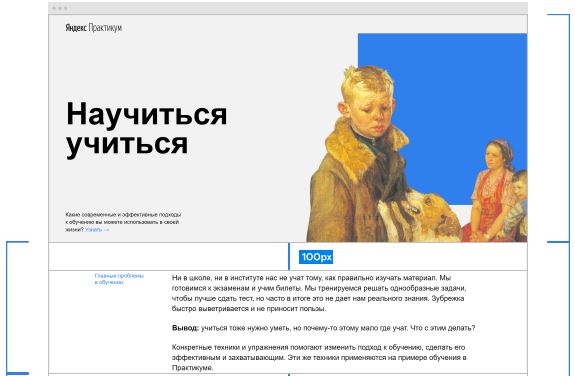 Яндекс Практикум
Научиться
учиться
Какие современные и эффективные подходы
к обучению вы можете использовать в своей
жизни? Узнать →
100px
Главные проблемы
в обучении
Ни в школе, ни в институте нас не учат тому, как правильно изучать материал. Мы
готовимся к экзаменам и учим билеты. Мы тренируемся решать однообразные задачи,
чтобы лучше сдать тест, но часто в итоге это не дает нам реального знания. Зубрежка
быстро выветривается и не приносит пользы.
Вывод: учиться тоже нужно уметь, но почему-то этому мало где учат. Что с этим делать?
Конкретные техники и упражнения помогают изменить подход к обучению, сделать его
эффективным и захватывающим. Эти же техники применяются на примере обучения в
Практикуме.